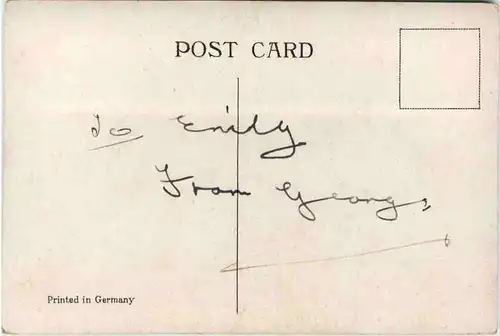 POST CARD
To Emily
From George
Printed in Germany